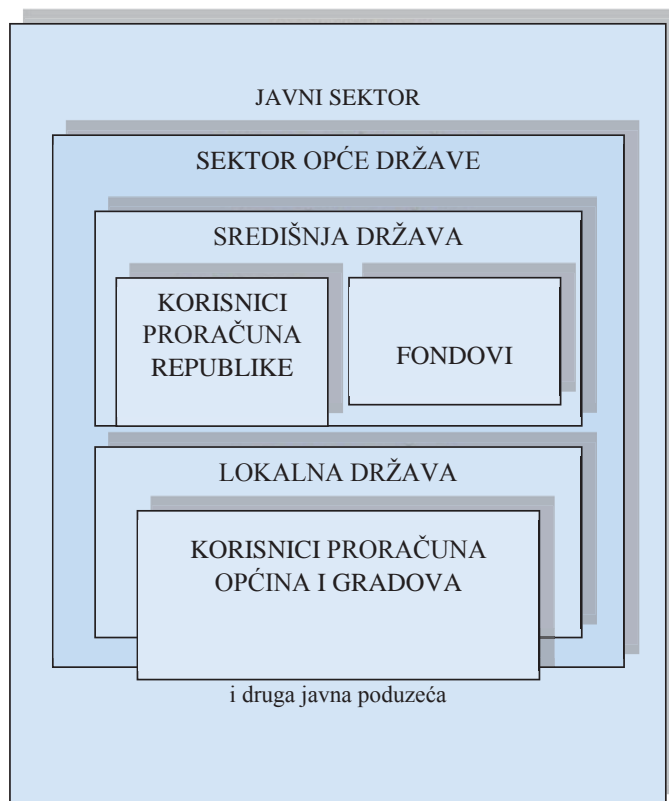 JAVNI SEKTOR
SEKTOR OPĆE DRŽAVE
SREDIŠNJA DRŽAVA
KORISNICI
PRORAČUNA
REPUBLIKE
FONDOVI
LOKALNA DRŽAVA
KORISNICI PRORAČUNA
OPĆINA I GRADOVA
i druga javna poduzeća